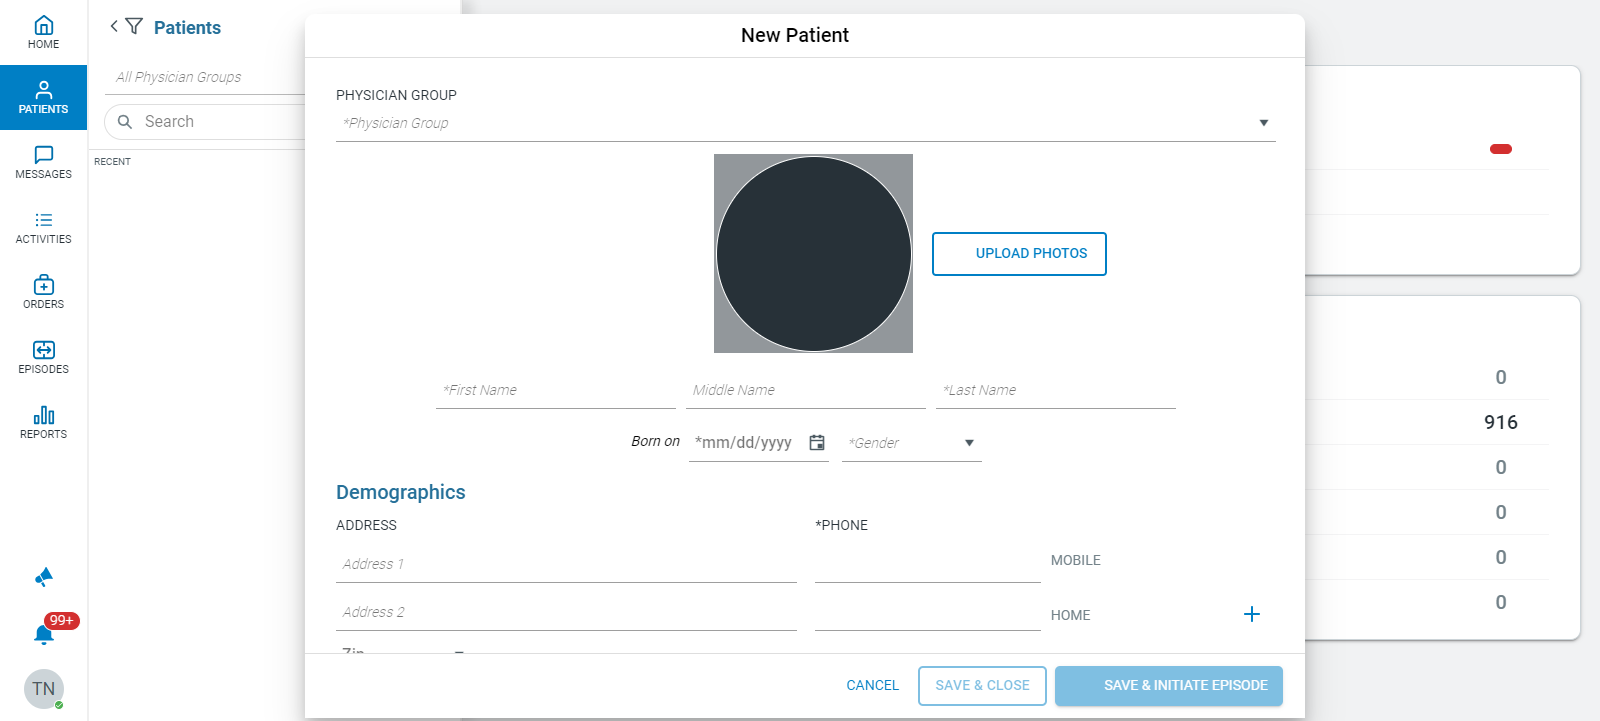 HOME
PATIENTS
MESSAGES
ACTIVITIES
ORDERS
EPISODES
REPORTS
99+
TN
Patients
All Physician Groups
Search
RECENT
New Patient
PHYSICIAN GROUP
*Physician Group
UPLOAD PHOTOS
*First Name Middle Name *Last Name
Born on *mm/dd/yyyy *Gender
Demographics
ADDRESS *PHONE
Address 1 MOBILE
Address 2 HOME
Zip
CANCEL SAVE & CLOSE SAVE & INITIATE EPISODE
0
916
0
0
0
0